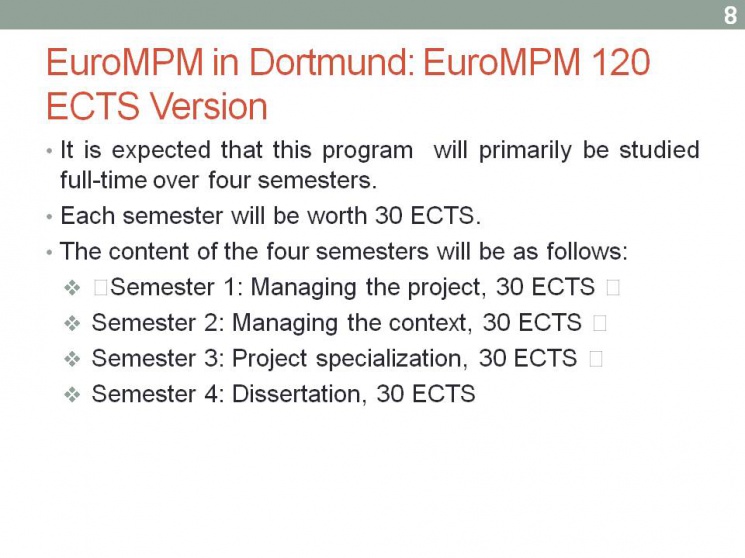 8
EuroMPM in Dortmund: EuroMPM 120
ECTS Version
• It is expected that this program will primarily be studied
full-time over four semesters.
• Each semester will be worth 30 ECTS.
• The content of the four semesters will be as follows:
❖ □Semester 1: Managing the project, 30 ECTS □
❖ Semester 2: Managing the context, 30 ECTS □
❖ Semester 3: Project specialization, 30 ECTS □
❖ Semester 4: Dissertation, 30 ECTS